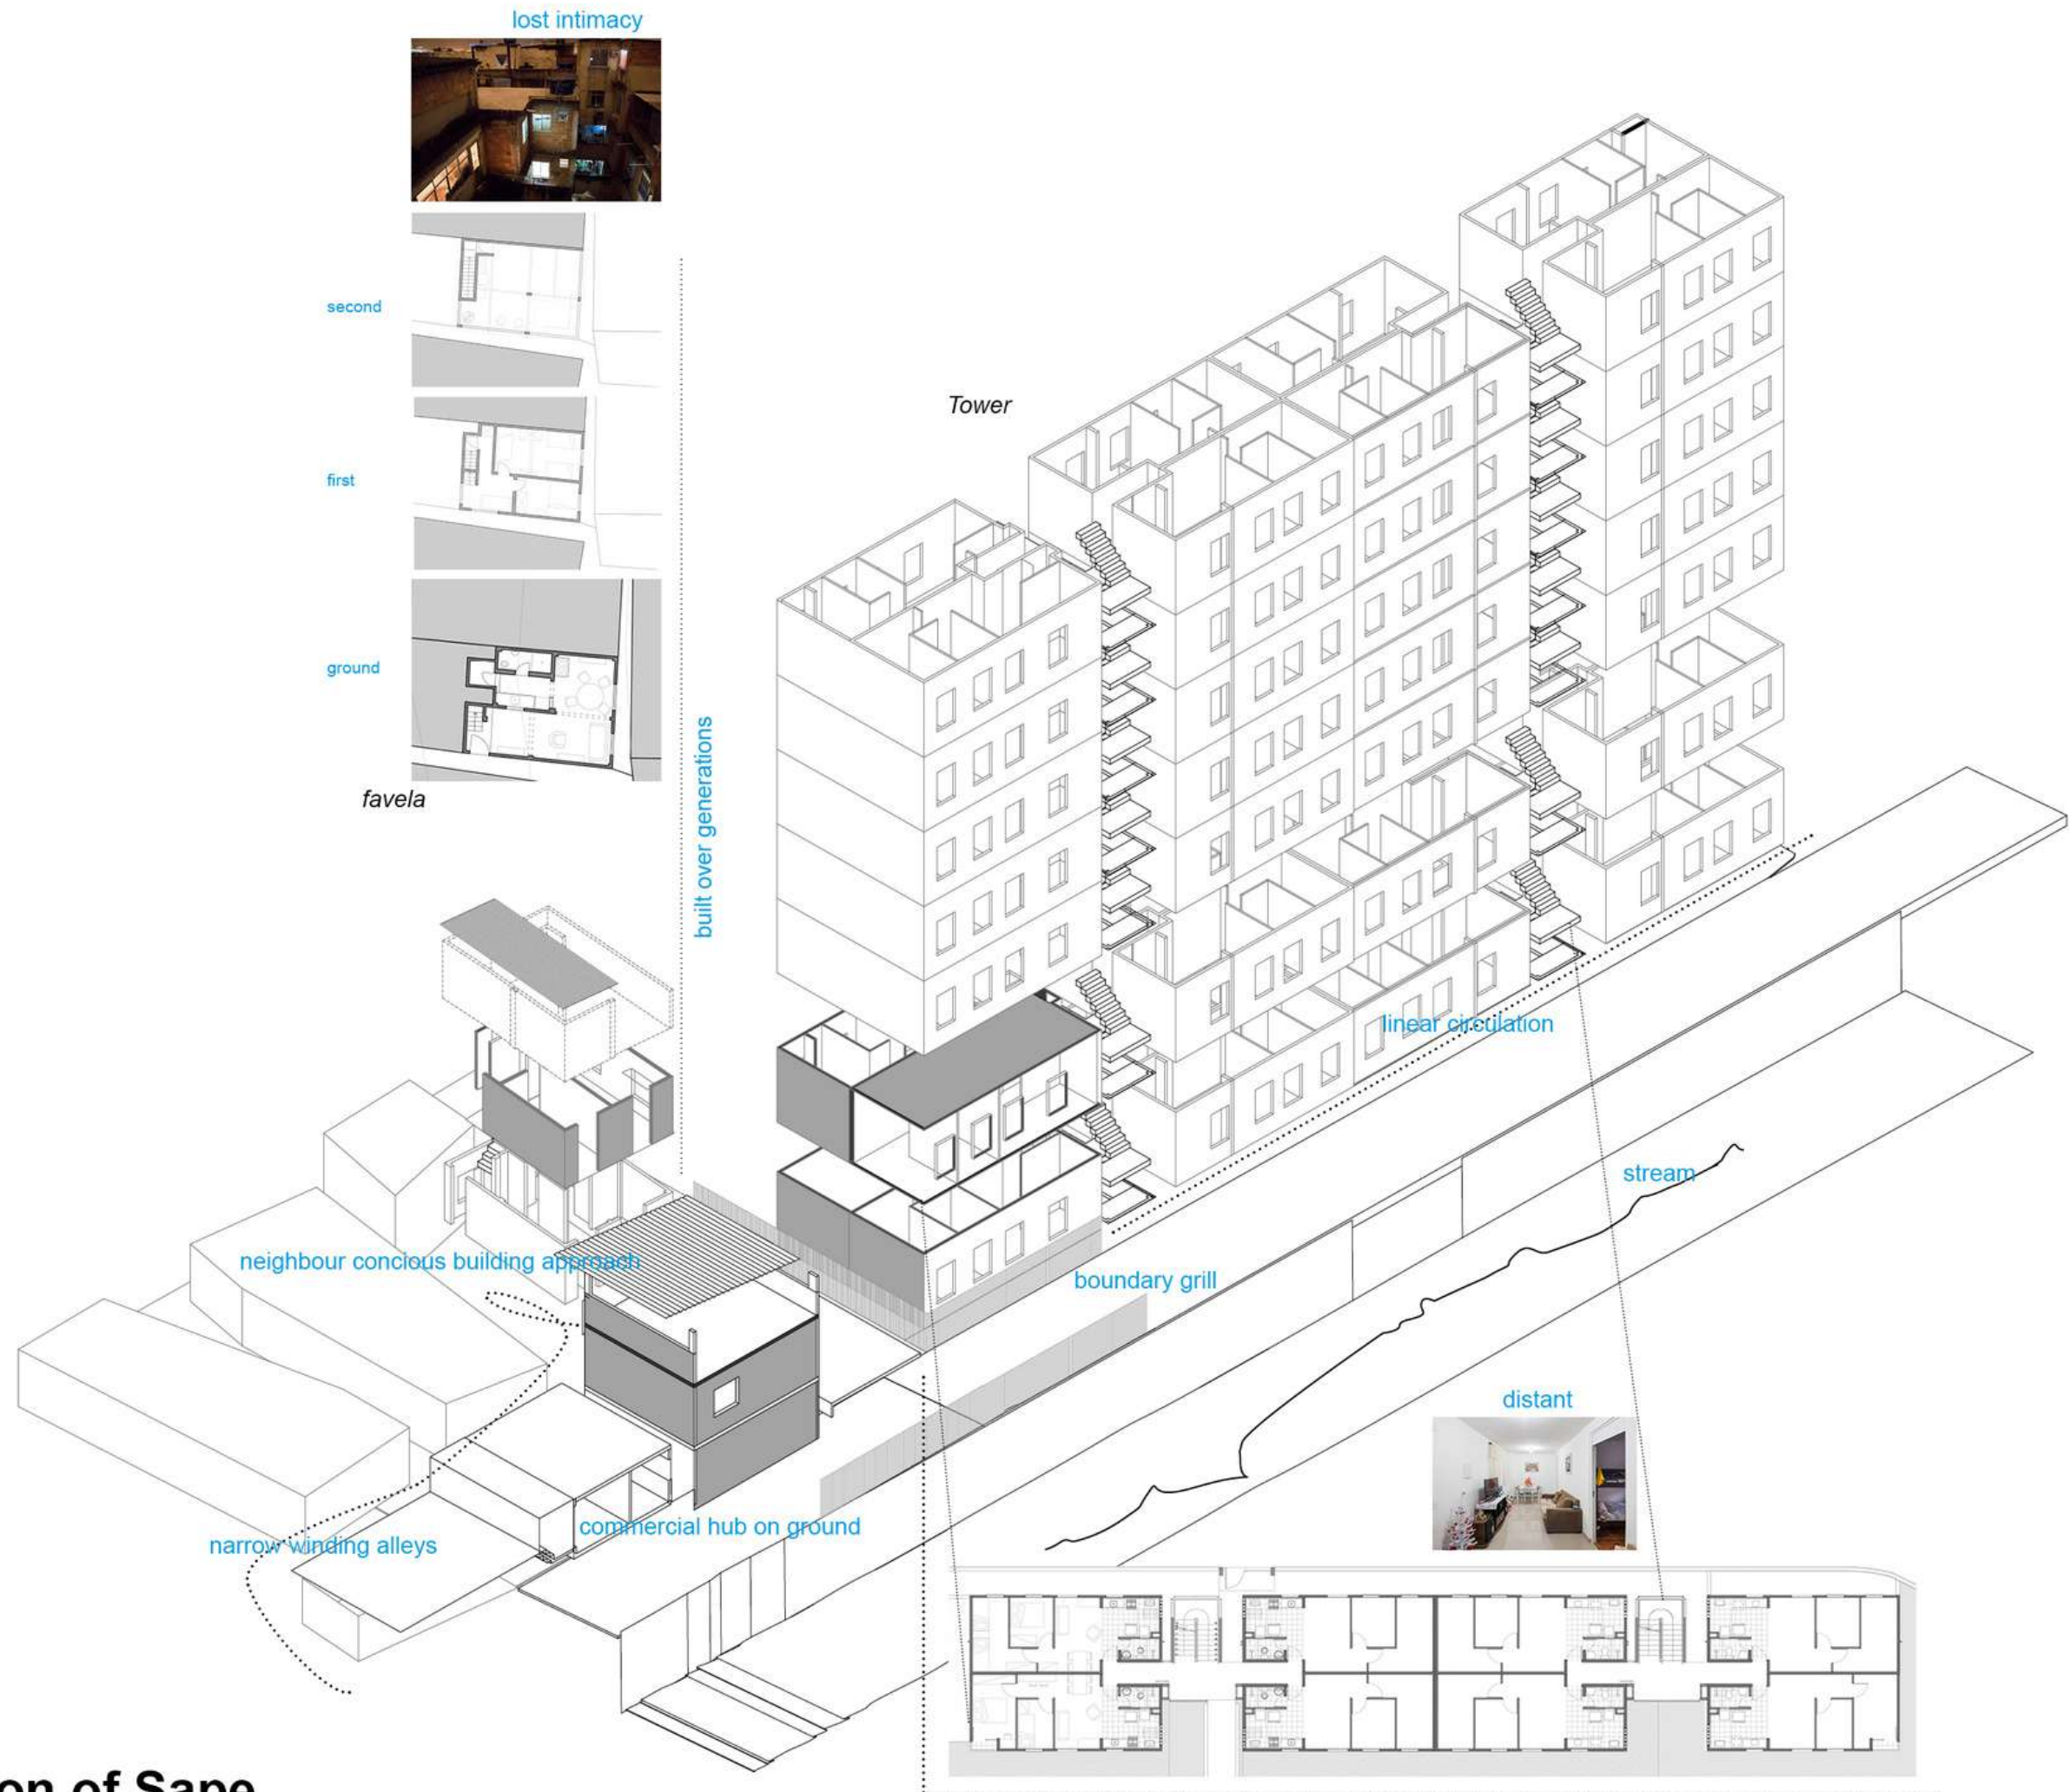 lost intimacy
second
first
ground
favela
built over generations
Tower
linear circulation
stream
neighbour concious building approach
boundary grill
distant
commercial hub on ground
narrow winding alleys
of Sape